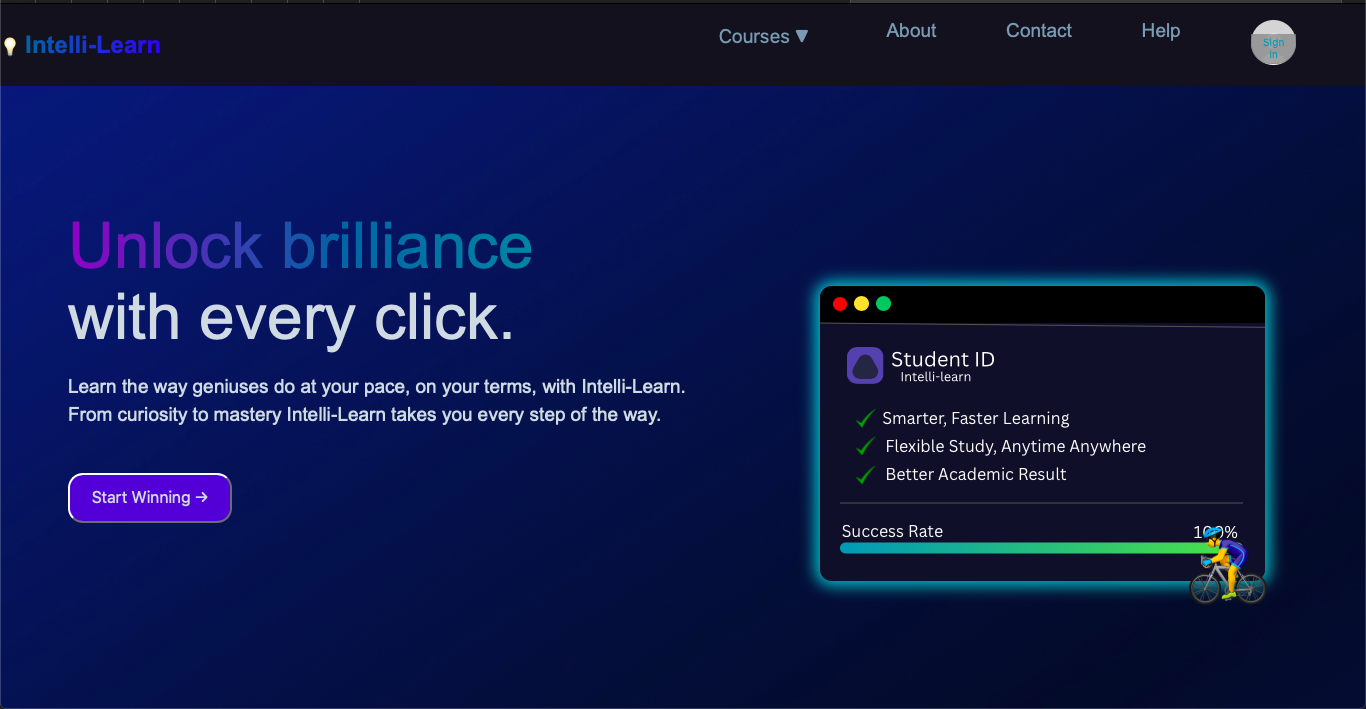 Intelli-Learn
Courses ▼
About
Contact
Help
Sign
in
Unlock brilliance
with every click.
Learn the way geniuses do at your pace, on your terms, with Intelli-Learn.
From curiosity to mastery Intelli-Learn takes you every step of the way.
Start Winning →
Student ID
Intelli-learn
Smarter, Faster Learning
Flexible Study, Anytime Anywhere
Better Academic Result
Success Rate
100%